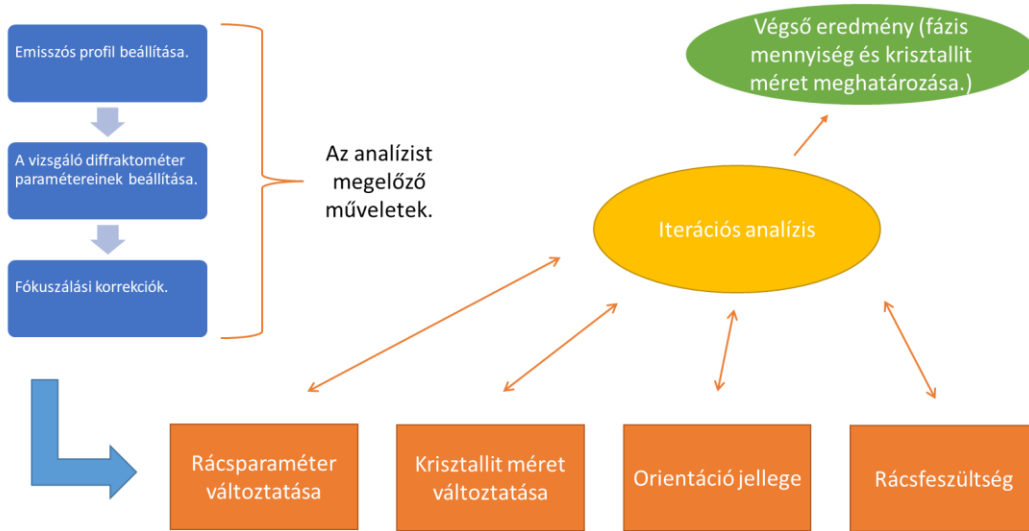 Emissziós profil beállítása.
A vizsgáló diffraktométer
paramétereinek beállítása.
Fókuszálási korrekciók.
Az analízist
megelőző
műveletek.
Végső eredmény (fázis
mennyiség és krisztallit
méret meghatározása.)
Iterációs analízis
Rácsparaméter
változtatása
Krisztallit méret
változtatása
Orientáció jellege
Rácsfeszültség